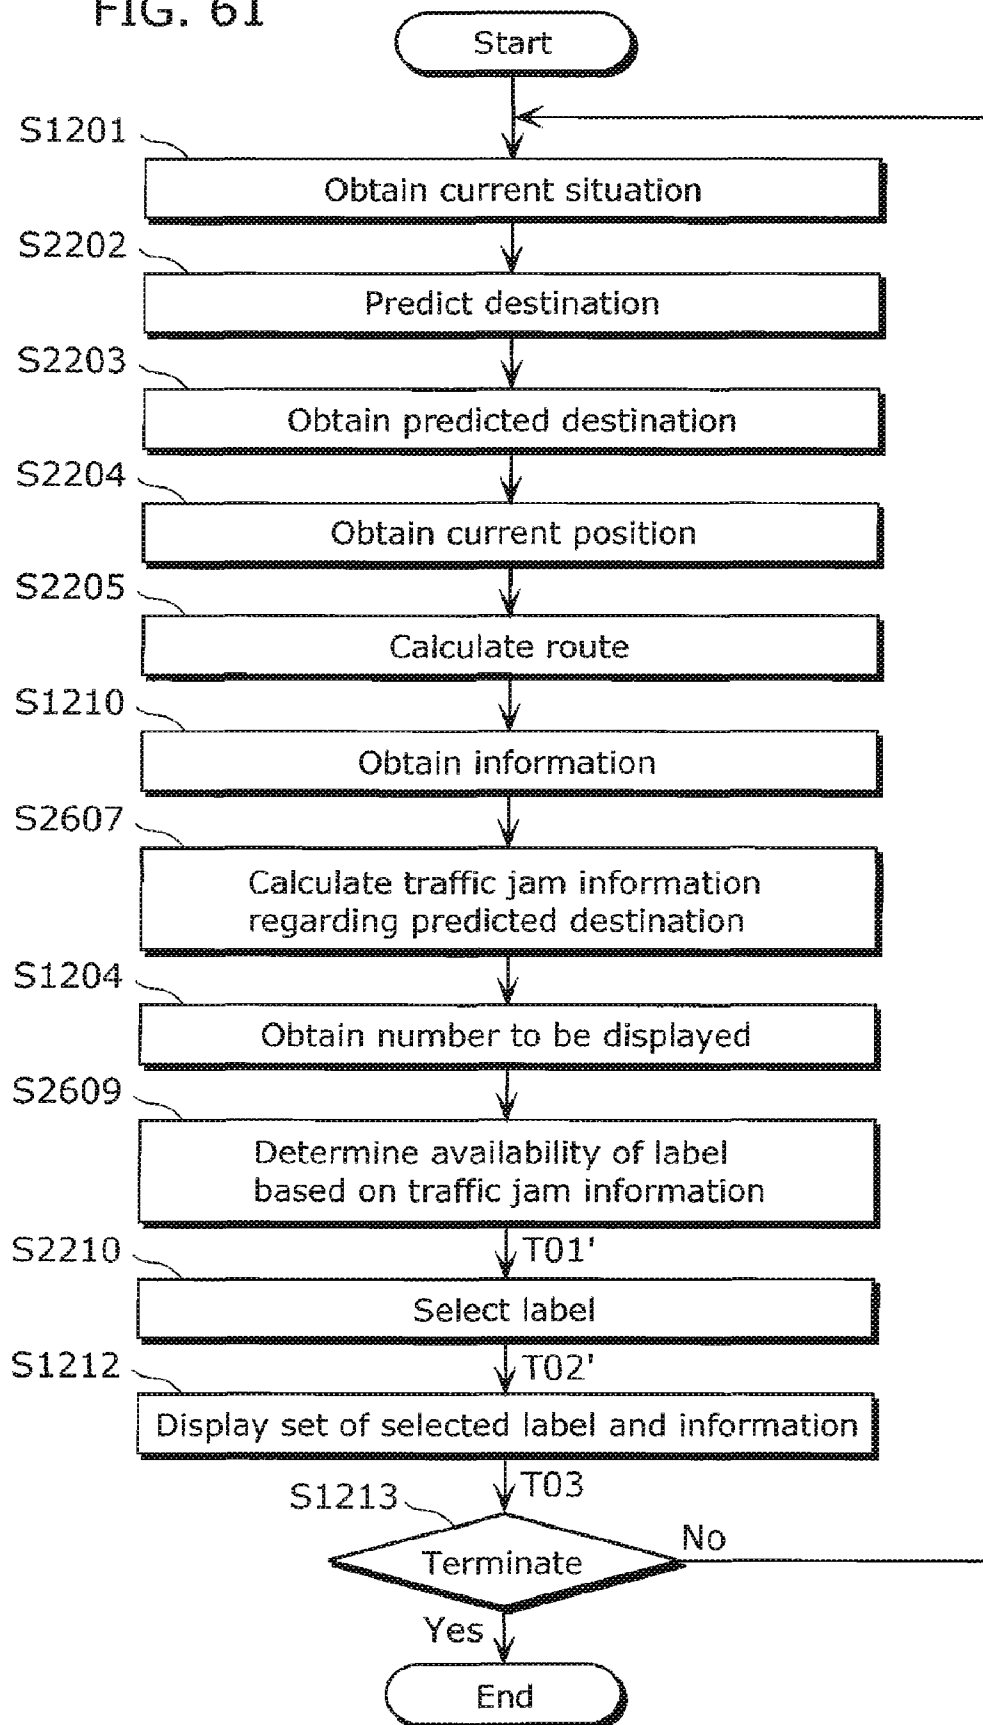 FIG. 61
Start
S1201
Obtain current situation
S2202
Predict destination
S2203
Obtain predicted destination
S2204
Obtain current position
S2205
Calculate route
S1210
Obtain information
S2607
Calculate traffic jam information
regarding predicted destination
S1204
Obtain number to be displayed
S2609
Determine availability of label
based on traffic jam information
T01'
S2210
Select label
T02'
S1212
Display set of selected label and information
T03
S1213
Terminate
No
Yes
End